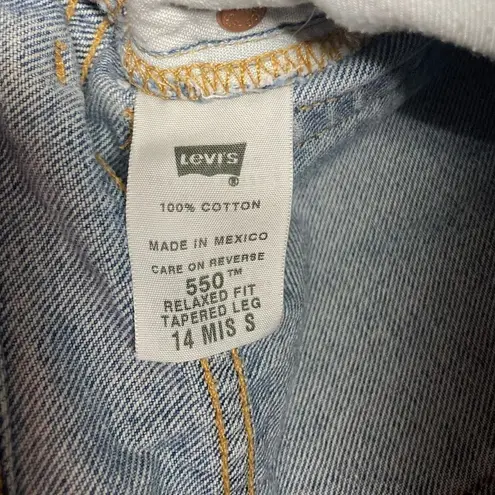 LEVI'S
®
100% COTTON
MADE IN MEXICO
CARE ON REVERSE
550™
RELAXED FIT
TAPERED LEG
14 MIS S